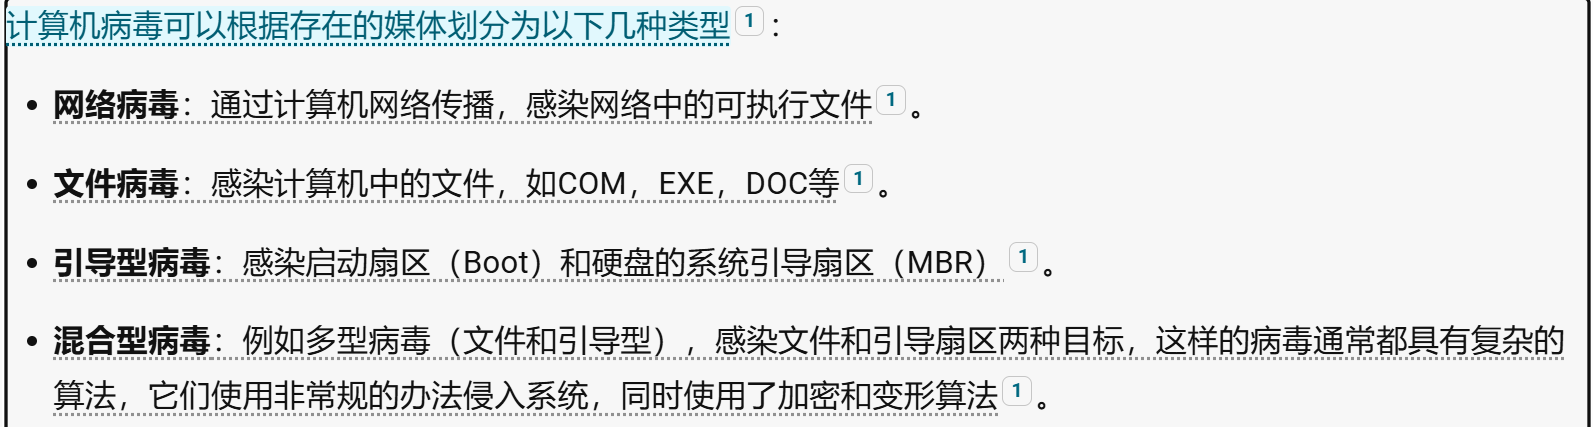 计算机病毒可以根据存在的媒体划分为以下几种类型 1 ：
• 网络病毒：通过计算机网络传播，感染网络中的可执行文件 1 。
• 文件病毒：感染计算机中的文件，如COM，EXE，DOC等 1 。
• 引导型病毒：感染启动扇区（Boot）和硬盘的系统引导扇区（MBR） 1 。
• 混合型病毒：例如多型病毒（文件和引导型），感染文件和引导扇区两种目标，这样的病毒通常都具有复杂的
算法，它们使用非常规的办法侵入系统，同时使用了加密和变形算法 1 。